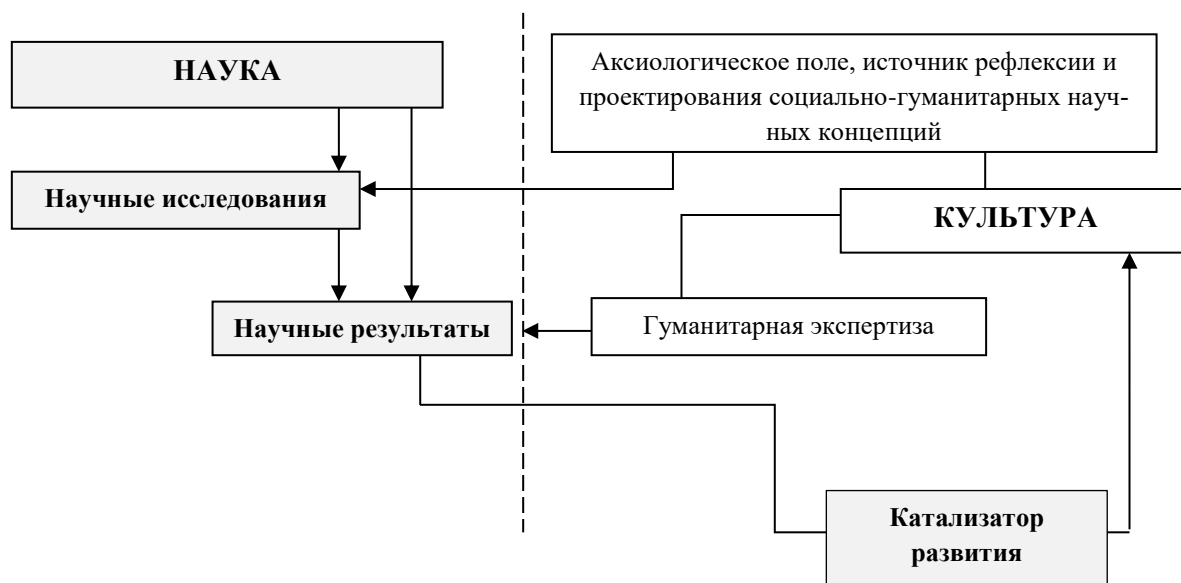 НАУКА
Аксиологическое поле, источник рефлексии и
проектирования социально-гуманитарных науч-
ных концепций
Научные исследования
КУЛЬТУРА
Научные результаты
Гуманитарная экспертиза
Катализатор
развития